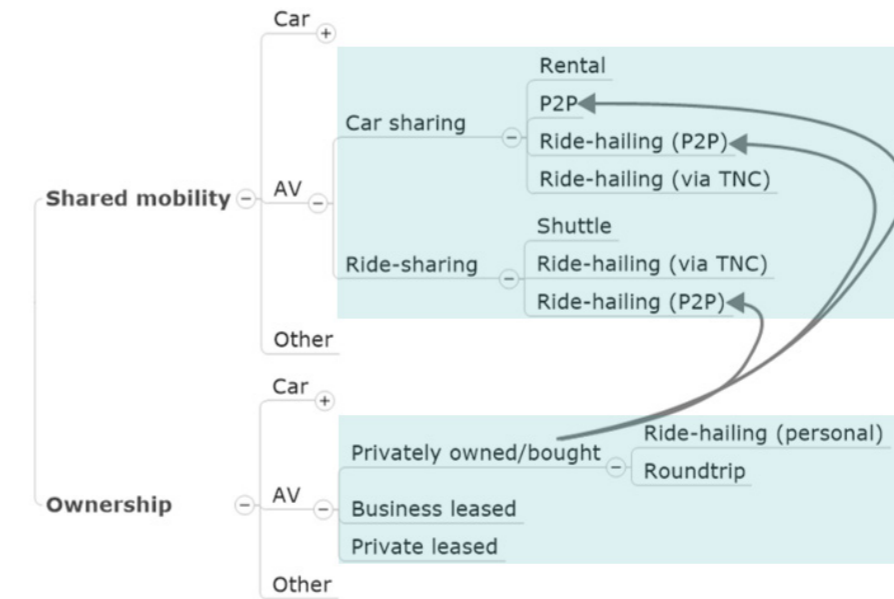 Car
Rental
P2P
Car sharing
Ride-hailing (P2P)
Ride-hailing (via TNC)
Shared mobility
AV
Shuttle
Ride-sharing
Ride-hailing (via TNC)
Ride-hailing (P2P)
Other
Car
Ride-hailing (personal)
Privately owned/bought
Roundtrip
Ownership
AV
Business leased
Private leased
Other